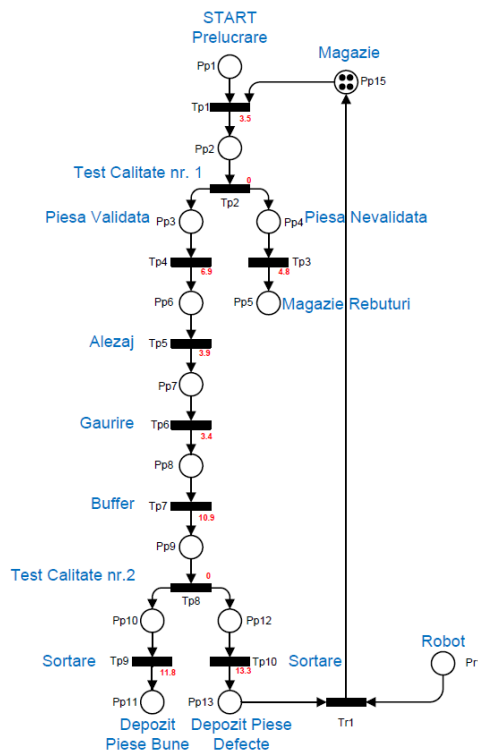 START
Prelucrare
Magazie
Pp1
Pp15
Tp1
3.5
Pp2
Test Calitate nr. 1
0
Tp2
Piesa Validata
Pp3
Pp4
Piesa Nevalidata
Tp4
6.9
Tp3
4.8
Pp6
Pp5
Magazie Rebuturi
Alezaj
Tp5
3.9
Pp7
Gaurire
Tp6
3.4
Pp8
Buffer
Tp7
10.9
Pp9
Test Calitate nr.2
0
Tp8
Pp10
Pp12
Robot
Sortare
Tp9
11.8
Tp10
13.3
Sortare
Pr
Pp11
Pp13
Tr1
Depozit
Piese Bune
Depozit Piese
Defecte